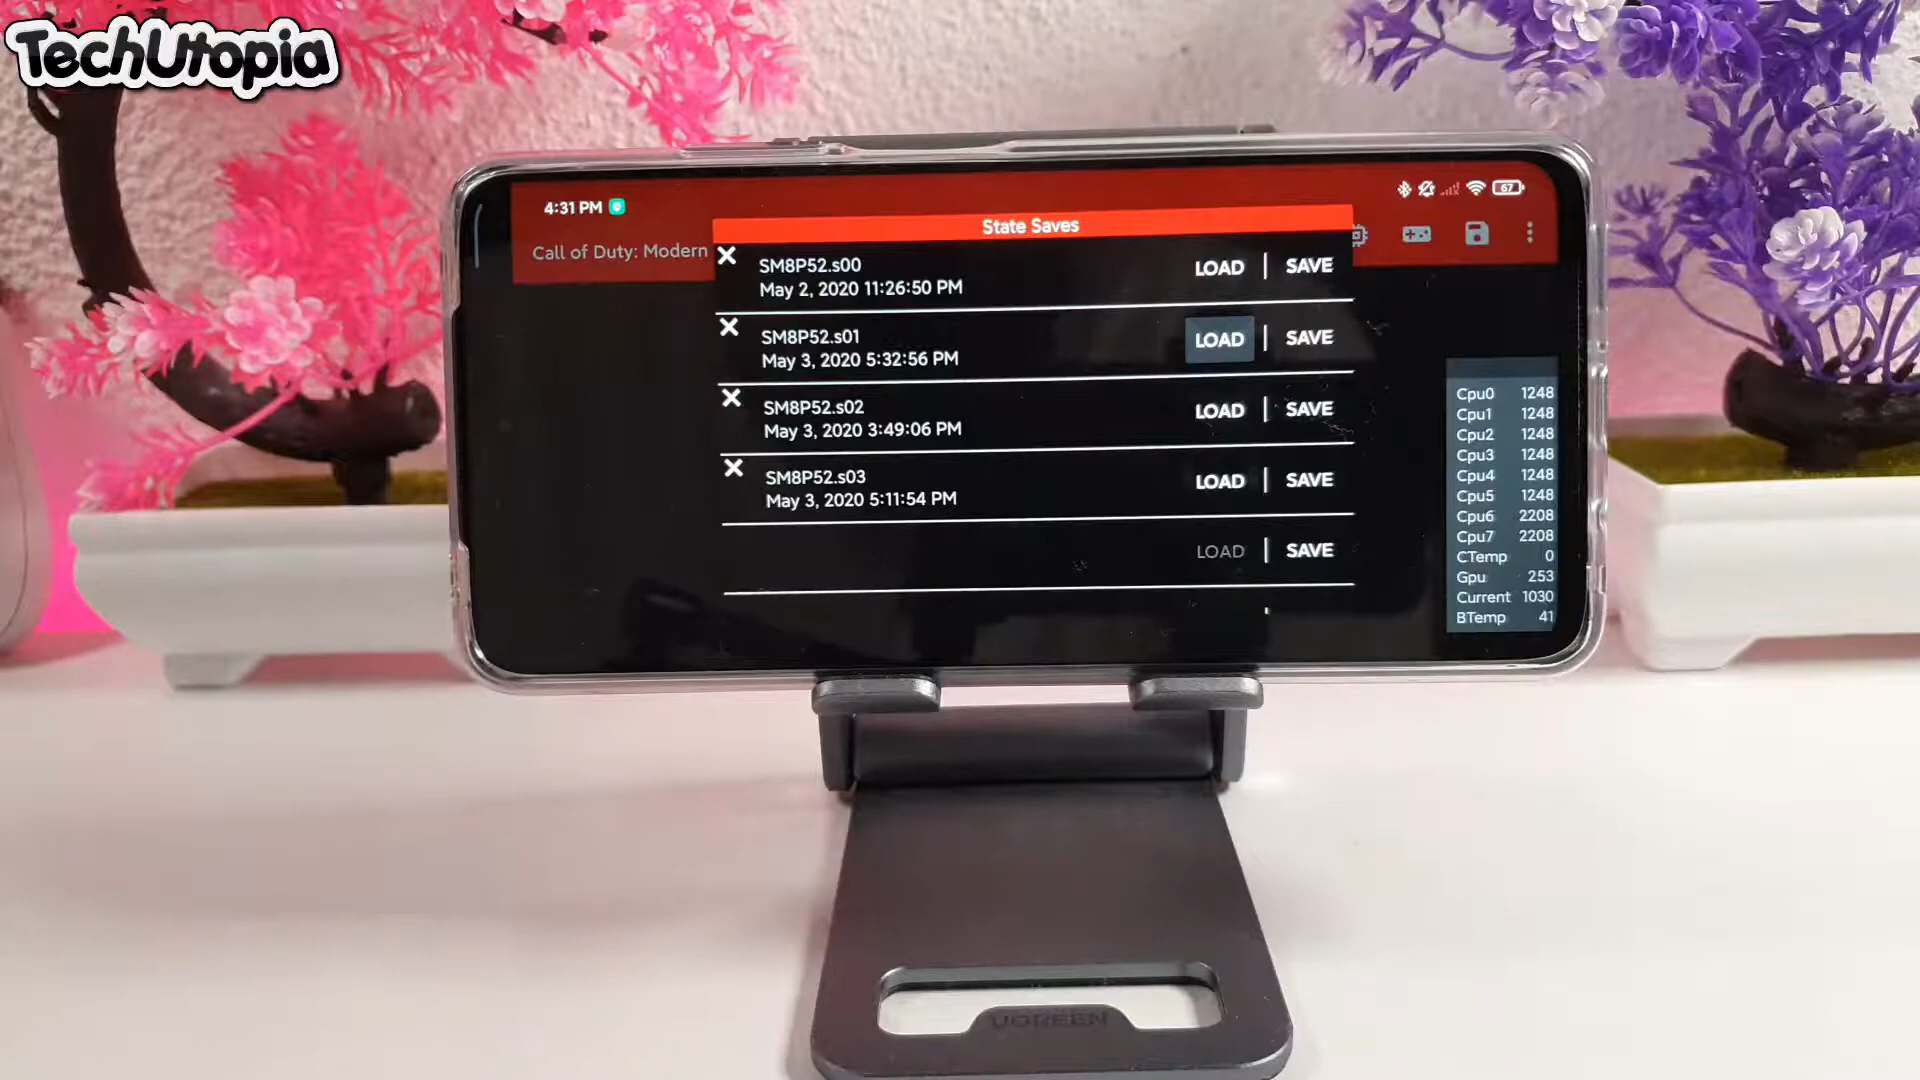 TechUtopia
4:31 PM
67
Call of Duty: Modern
State Saves
SM8P52.s00
May 2, 2020 11:26:50 PM
LOAD | SAVE
SM8P52.s01
May 3, 2020 5:32:56 PM
LOAD | SAVE
SM8P52.s02
May 3, 2020 3:49:06 PM
LOAD | SAVE
SM8P52.s03
May 3, 2020 5:11:54 PM
LOAD | SAVE
LOAD | SAVE
Cpu0 1248
Cpu1 1248
Cpu2 1248
Cpu3 1248
Cpu4 1248
Cpu5 1248
Cpu6 2208
Cpu7 2208
CTemp 0
Gpu 253
Current 1030
BTemp 41
UGREEN